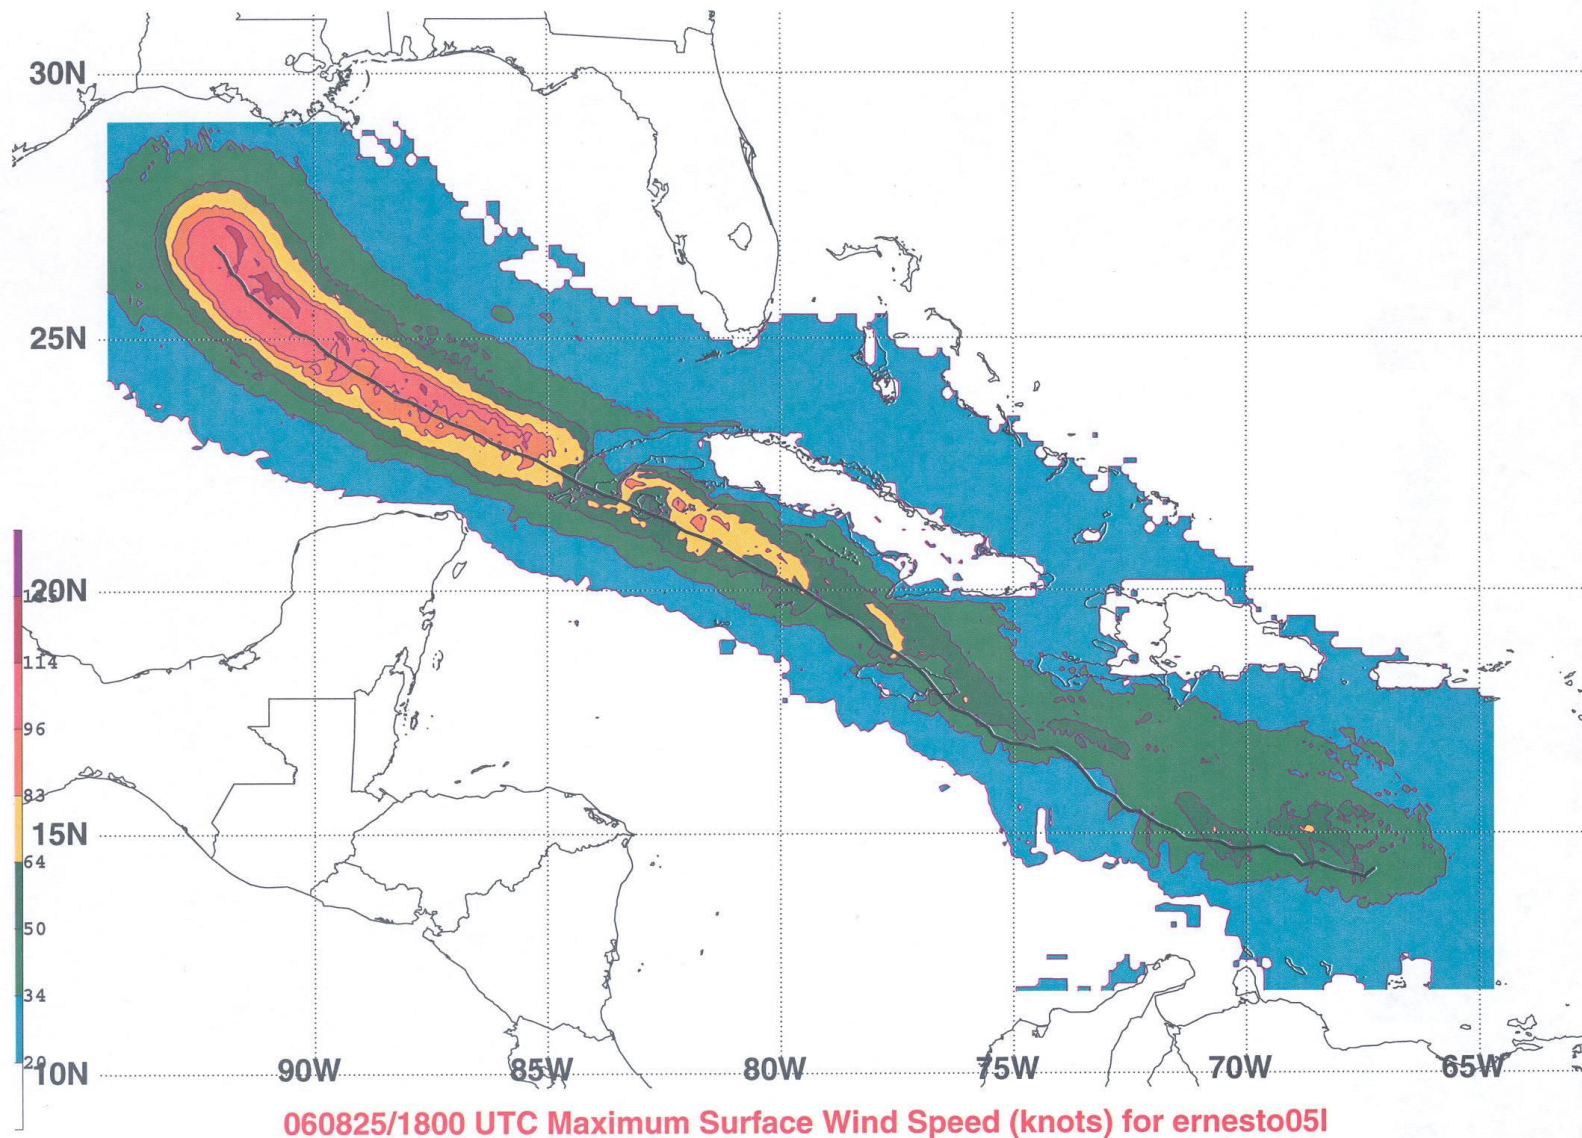 30N
25N
20N
15N
10N
114
96
83
64
50
34
90W
85W
80W
75W
70W
65W
060825/1800 UTC Maximum Surface Wind Speed (knots) for ernesto05l